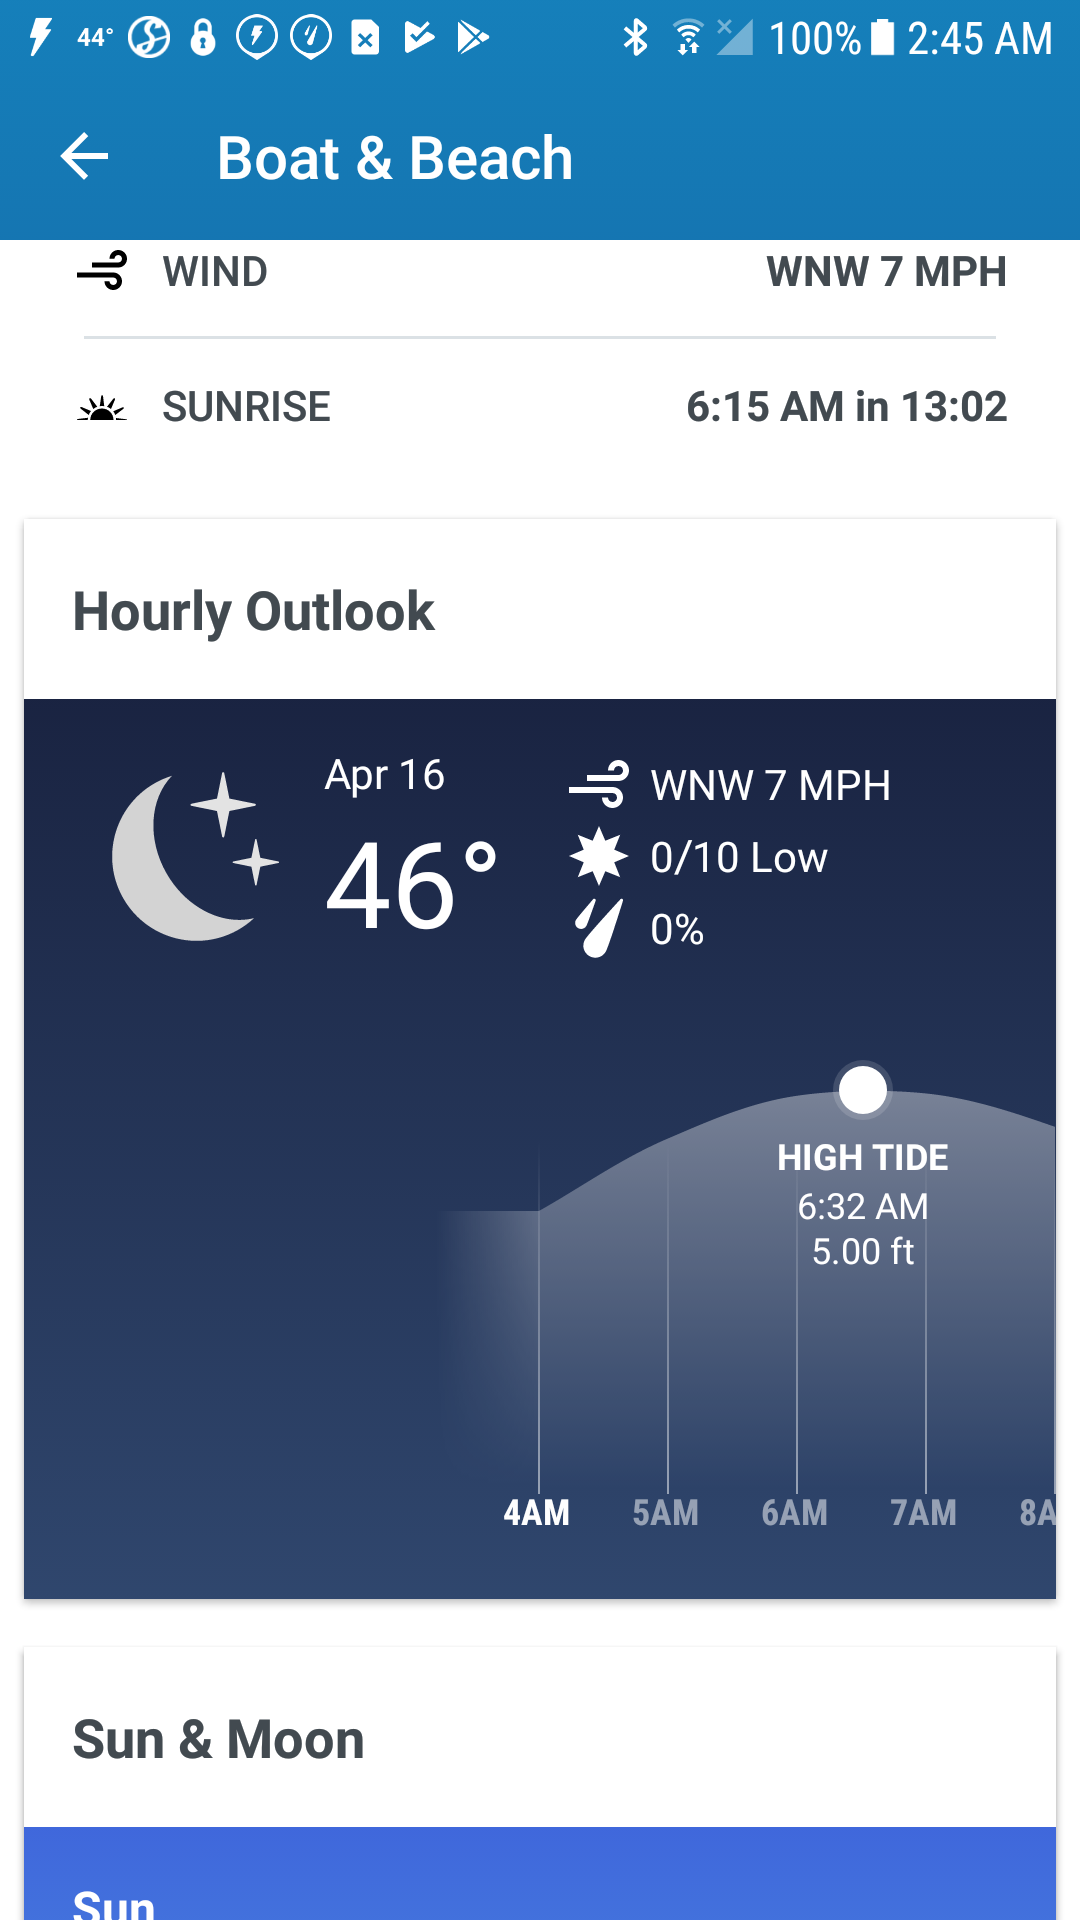 44° 100% 2:45 AM
Boat & Beach
WIND WNW 7 MPH
SUNRISE 6:15 AM in 13:02
Hourly Outlook
Apr 16
46°
WNW 7 MPH
0/10 Low
0%
HIGH TIDE
6:32 AM
5.00 ft
4AM 5AM 6AM 7AM 8A
Sun & Moon
Sun